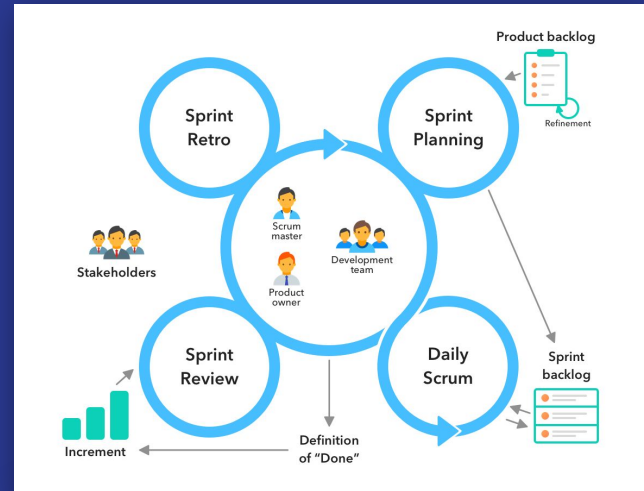 Product backlog
Refinement
Sprint
Retro
Sprint
Planning
Scrum
master
Development
team
Product
owner
Stakeholders
Sprint
Review
Daily
Scrum
Sprint
backlog
Increment
Definition
of “Done”